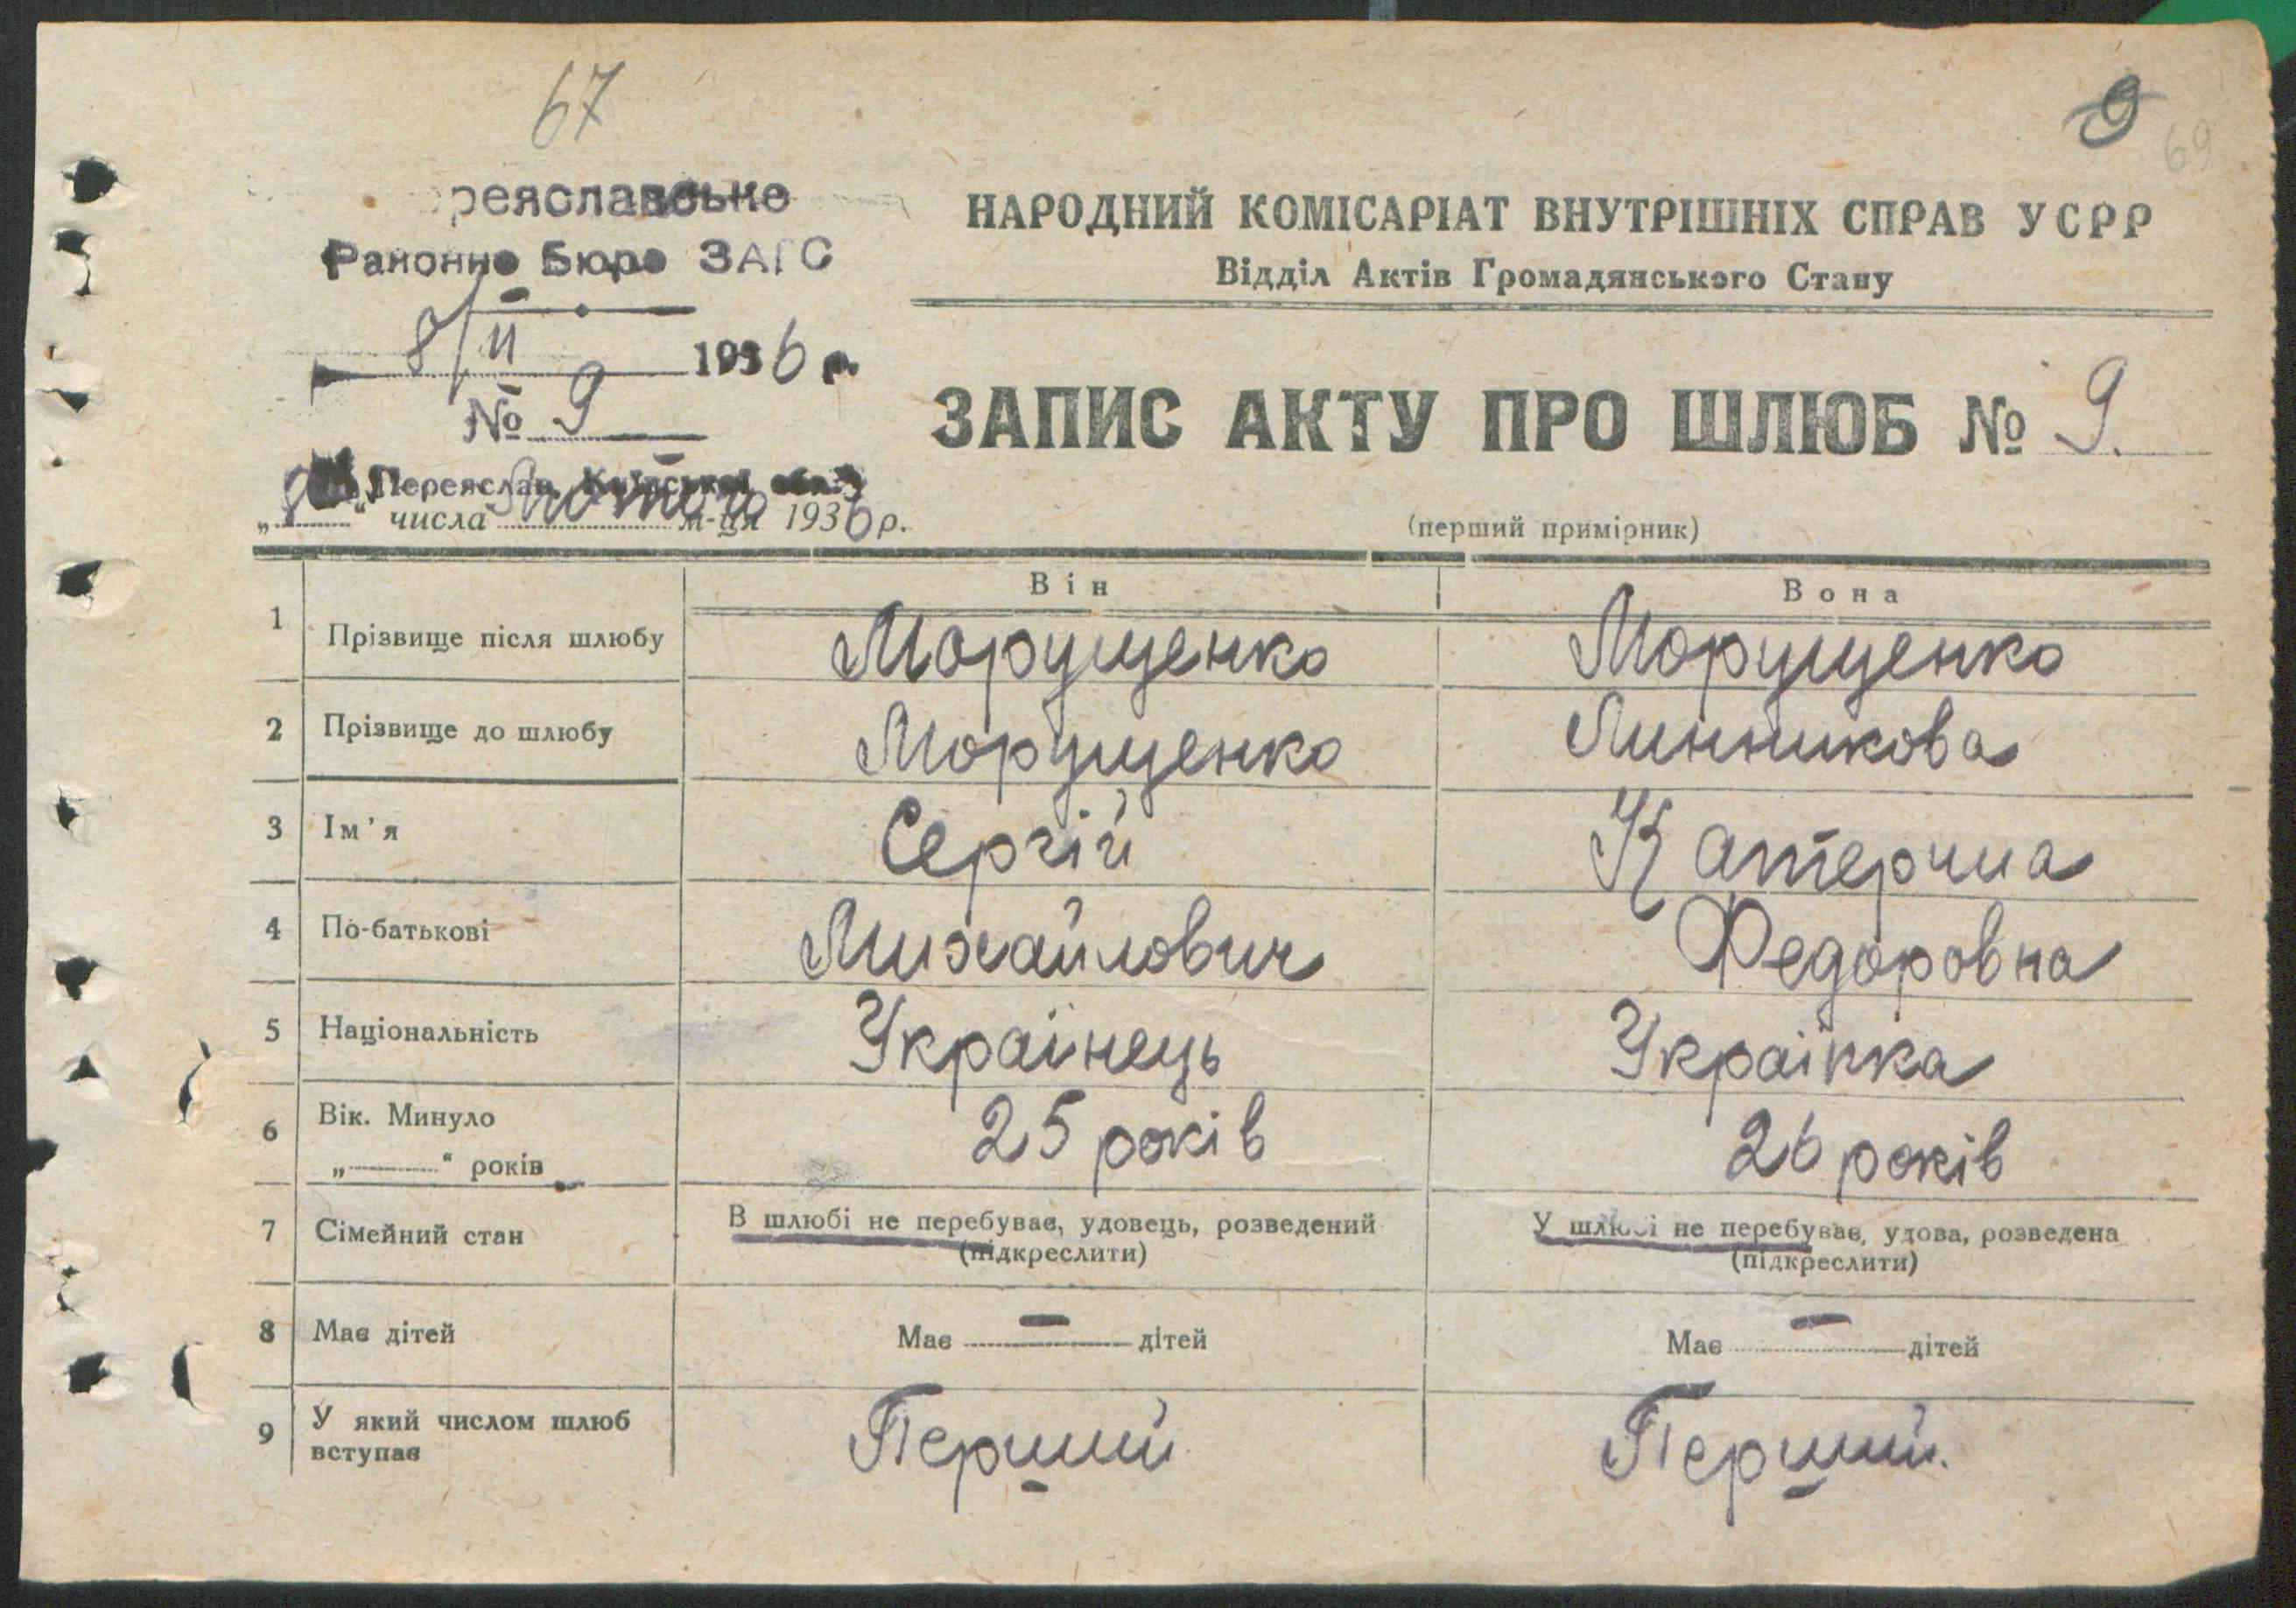 67
9
69
реяславсько
Районне Бюро ЗАГС
8/II 1936 р.
№ 9
Переяслав, Київської обл.
„8“ числа Лютого м-ця 1936 р.
НАРОДНИЙ КОМІСАРІАТ ВНУТРІШНІХ СПРАВ УСРР
Відділ Актів Громадянського Стану
ЗАПИС АКТУ ПРО ШЛЮБ № 9.
(перший примірник)
Він Вона
1 Прізвище після шлюбу Морущенко Морущенко
2 Прізвище до шлюбу Морущенко Линникова
3 Ім'я Сергій Катерина
4 По-батькові Михайлович Федоровна
5 Національність Українець Українка
6 Вік. Минуло
„ “ років 25 років 26 років
7 Сімейний стан В шлюбі не перебував, удовець, розведений У шлюбі не перебував, удова, розведена
(підкреслити) (підкреслити)
8 Має дітей Має — дітей Має — дітей
9 У який числом шлюб
вступає Перший Перший.